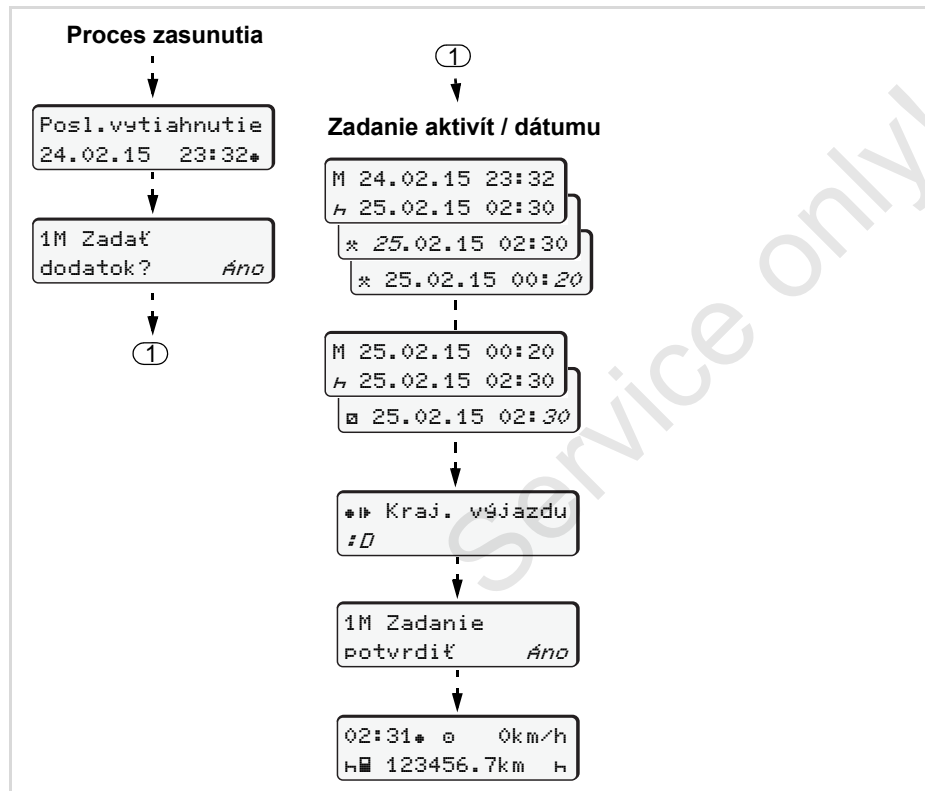 Proces zasunutia
Posl.vytiahnutie
24.02.15 23:32
1M Zadať
dodatok? Áno
1
1
Zadanie aktivít / dátumu
M 24.02.15 23:32
25.02.15 02:30
25.02.15 02:30
25.02.15 00:20
M 25.02.15 00:20
25.02.15 02:30
25.02.15 02:30
Kraj. výjazdu
:D
1M Zadanie
potvrdiť Áno
02:31 0km/h
123456.7km
Service only!